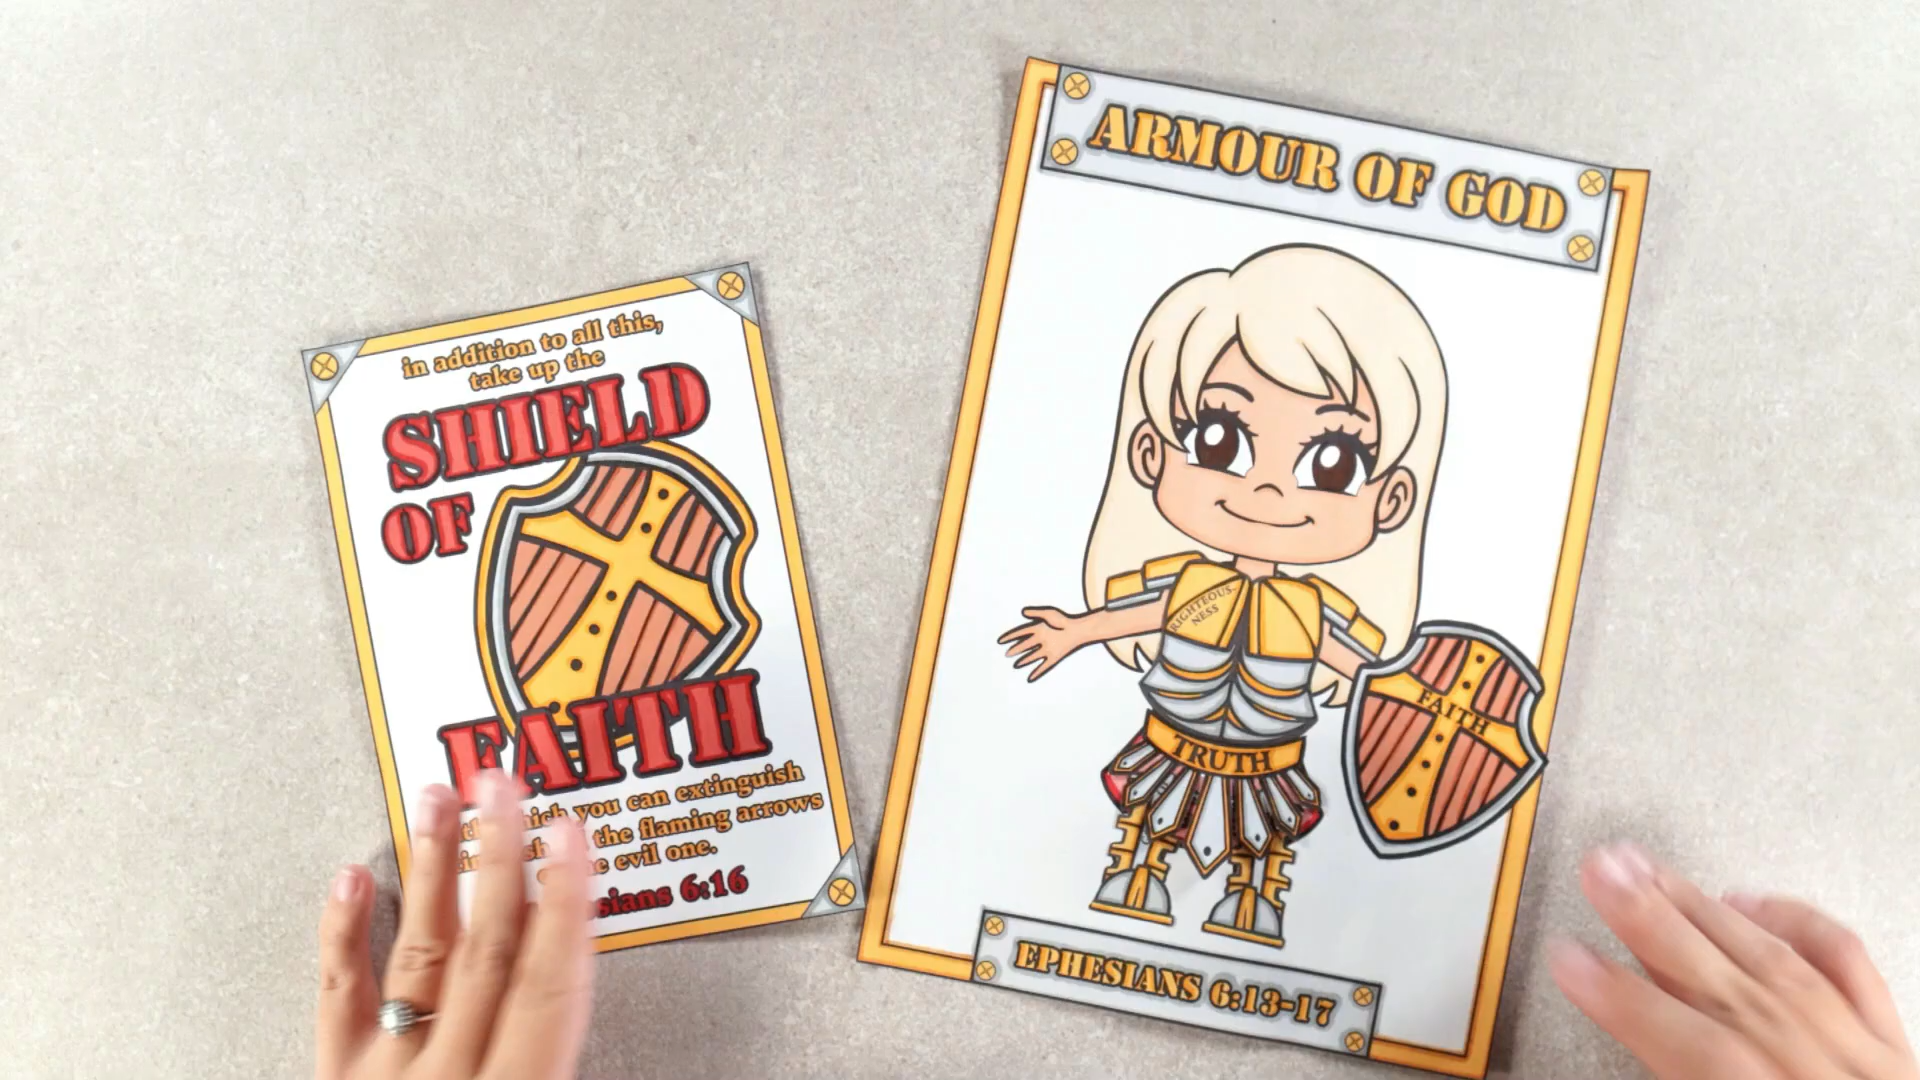 in addition to all this,
take up the
SHIELD
OF
FAITH
you can extinguish
the flaming arrows
evil one.
6:16
ARMOUR OF GOD
RIGHTEOUS-
NESS
FAITH
TRUTH
EPHESIANS 6:13-17